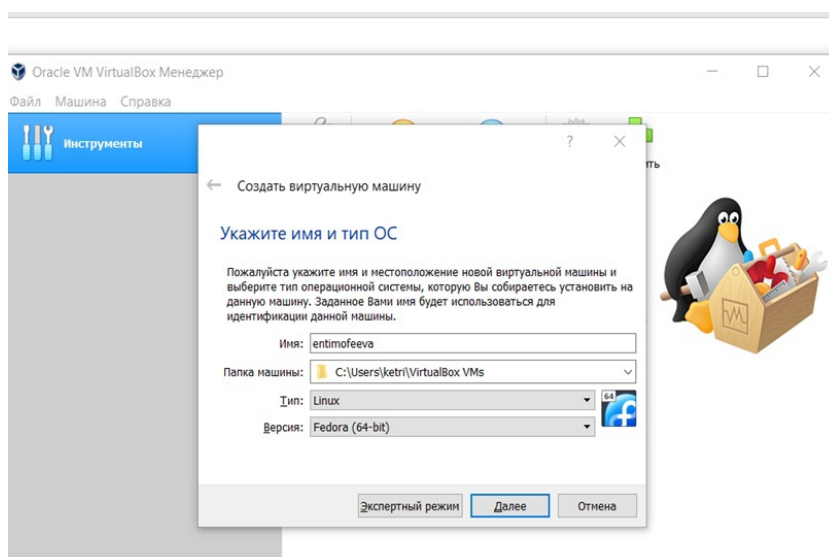 Oracle VM VirtualBox Менеджер
Файл Машина Справка
Инструменты
ить
Создать виртуальную машину
Укажите имя и тип ОС
Пожалуйста укажите имя и местоположение новой виртуальной машины и
выберите тип операционной системы, которую Вы собираетесь установить на
данную машину. Заданное Вами имя будет использоваться для
идентификации данной машины.
Имя: entimofeeva
Папка машины: C:\Users\ketri\VirtualBox VMs
Тип: Linux
64
Версия: Fedora (64-bit)
Экспертный режим Далее Отмена